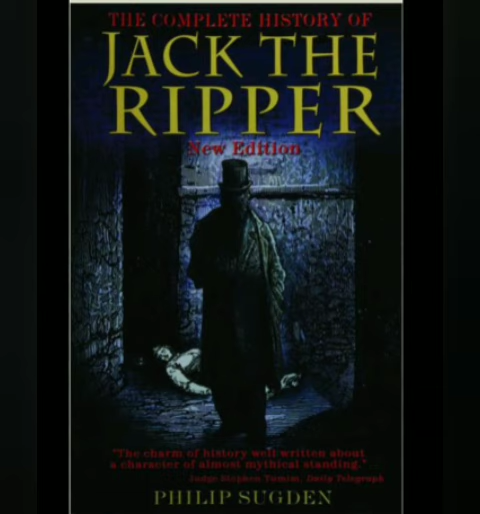 THE COMPLETE HISTORY OF
JACK THE
RIPPER
New Edition
"The charm of history well written about
a character of almost mythical standing."
Judge Stephen Tumim, Daily Telegraph
PHILIP SUGDEN